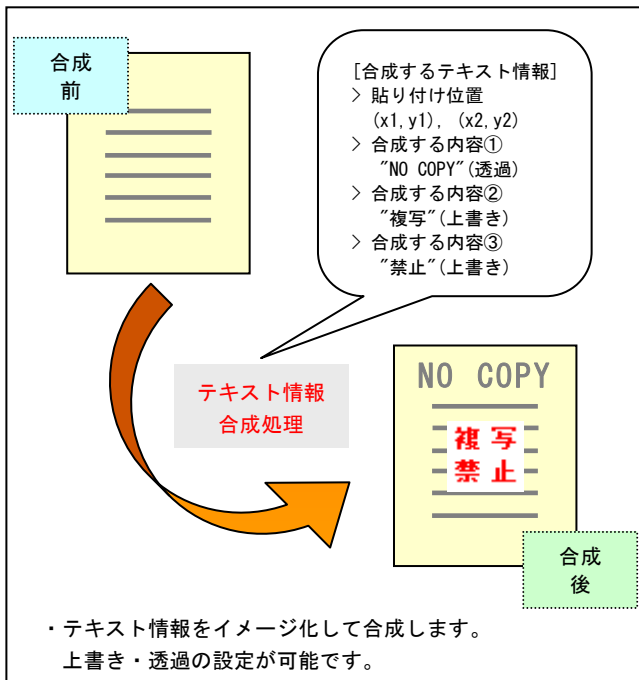 合成
前
[合成するテキスト情報]
> 貼り付け位置
(x1,y1), (x2,y2)
> 合成する内容①
"NO COPY"(透過)
> 合成する内容②
"複写"(上書き)
> 合成する内容③
"禁止"(上書き)
テキスト情報
合成処理
NO COPY
複写
禁止
合成
後
・テキスト情報をイメージ化して合成します。
上書き・透過の設定が可能です。